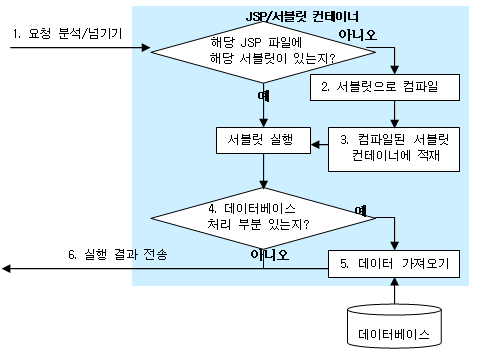 JSP/서블릿 컨테이너
1. 요청 분석/넘기기
해당 JSP 파일에
해당 서블릿이 있는지?
아니오
2. 서블릿으로 컴파일
예
서블릿 실행
3. 컴파일된 서블릿
컨테이너에 적재
4. 데이터베이스
처리 부분 있는지?
예
6. 실행 결과 전송
아니오
5. 데이터 가져오기
데이터베이스